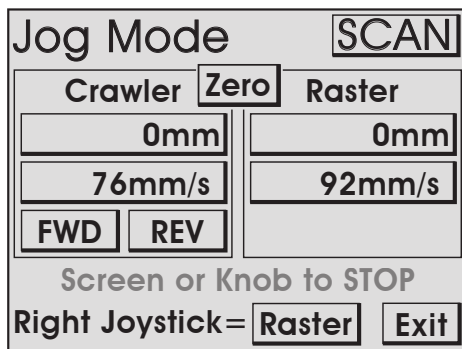 Jog Mode SCAN
Crawler Zero Raster
0mm 0mm
76mm/s 92mm/s
FWD REV
Screen or Knob to STOP
Right Joystick= Raster Exit